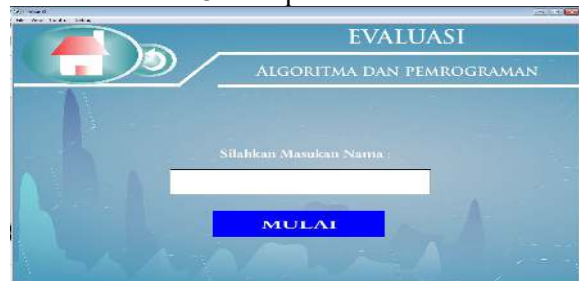 EVALUASI
ALGORITMA DAN PEMROGRAMAN
Silahkan Masukan Nama :
MULAI